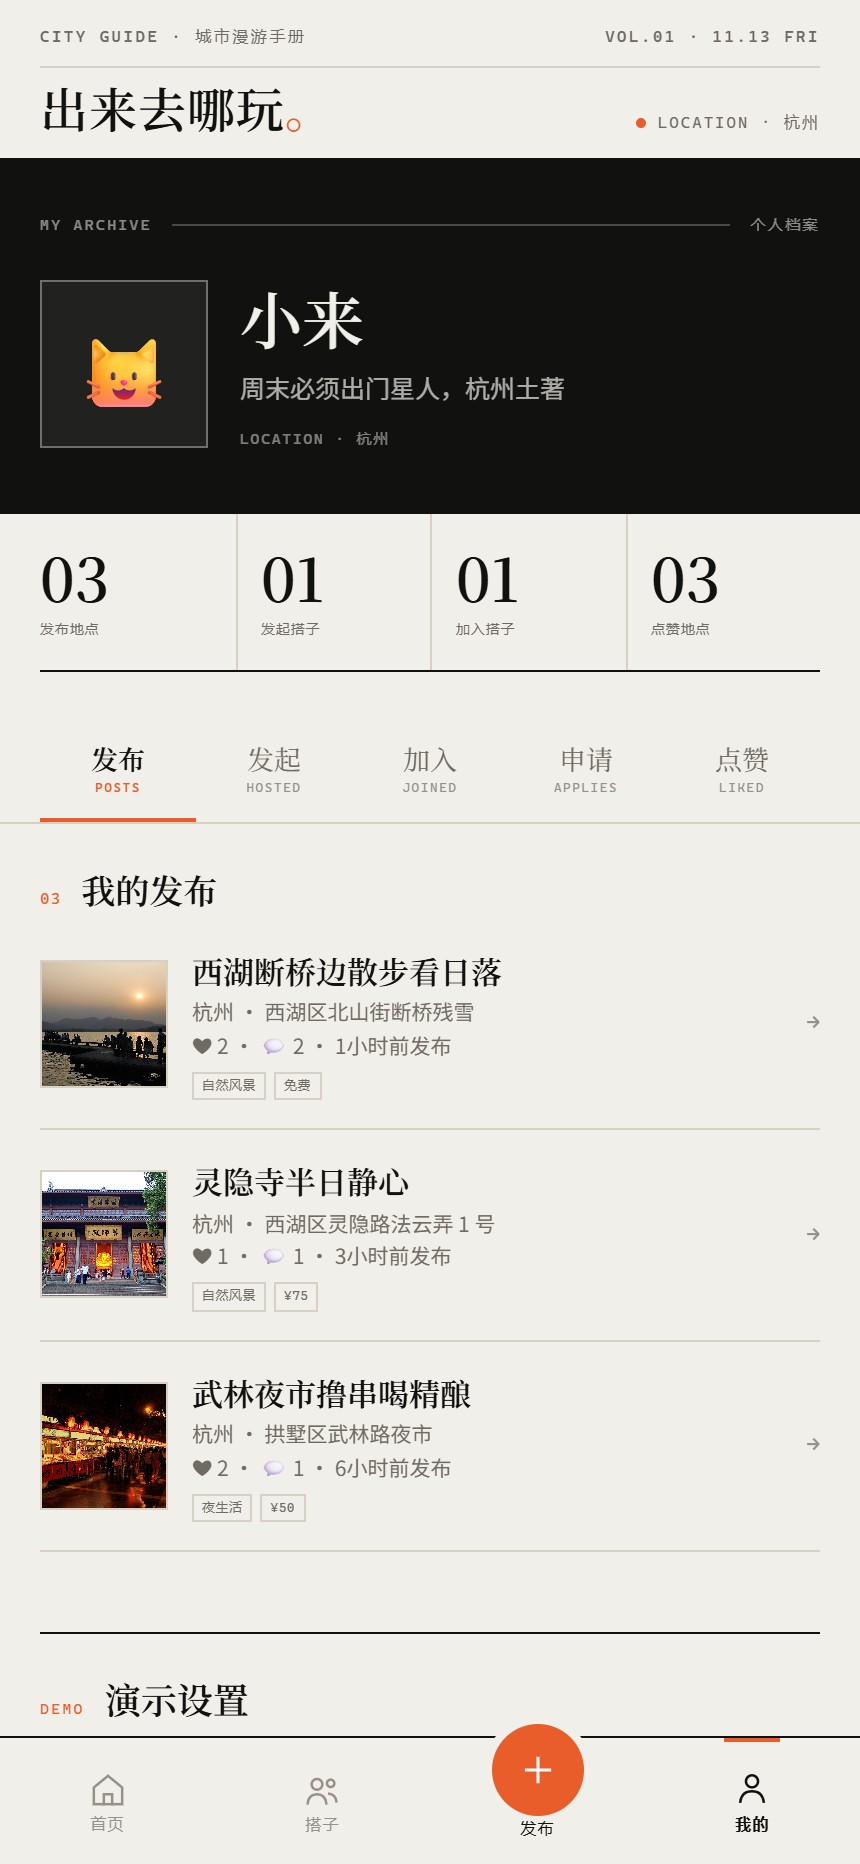 CITY GUIDE · 城市漫游手册
VOL.01 · 11.13 FRI
出来去哪玩。
LOCATION · 杭州
MY ARCHIVE
个人档案
小来
周末必须出门星人，杭州土著
LOCATION · 杭州
03
发布地点
01
发起搭子
01
加入搭子
03
点赞地点
发布
POSTS
发起
HOSTED
加入
JOINED
申请
APPLIES
点赞
LIKED
03 我的发布
西湖断桥边散步看日落
杭州 · 西湖区北山街断桥残雪
2 · 2 · 1小时前发布
自然风景 免费
灵隐寺半日静心
杭州 · 西湖区灵隐路法云弄 1 号
1 · 1 · 3小时前发布
自然风景 ¥75
武林夜市撸串喝精酿
杭州 · 拱墅区武林路夜市
2 · 1 · 6小时前发布
夜生活 ¥50
DEMO 演示设置
首页
搭子
发布
我的